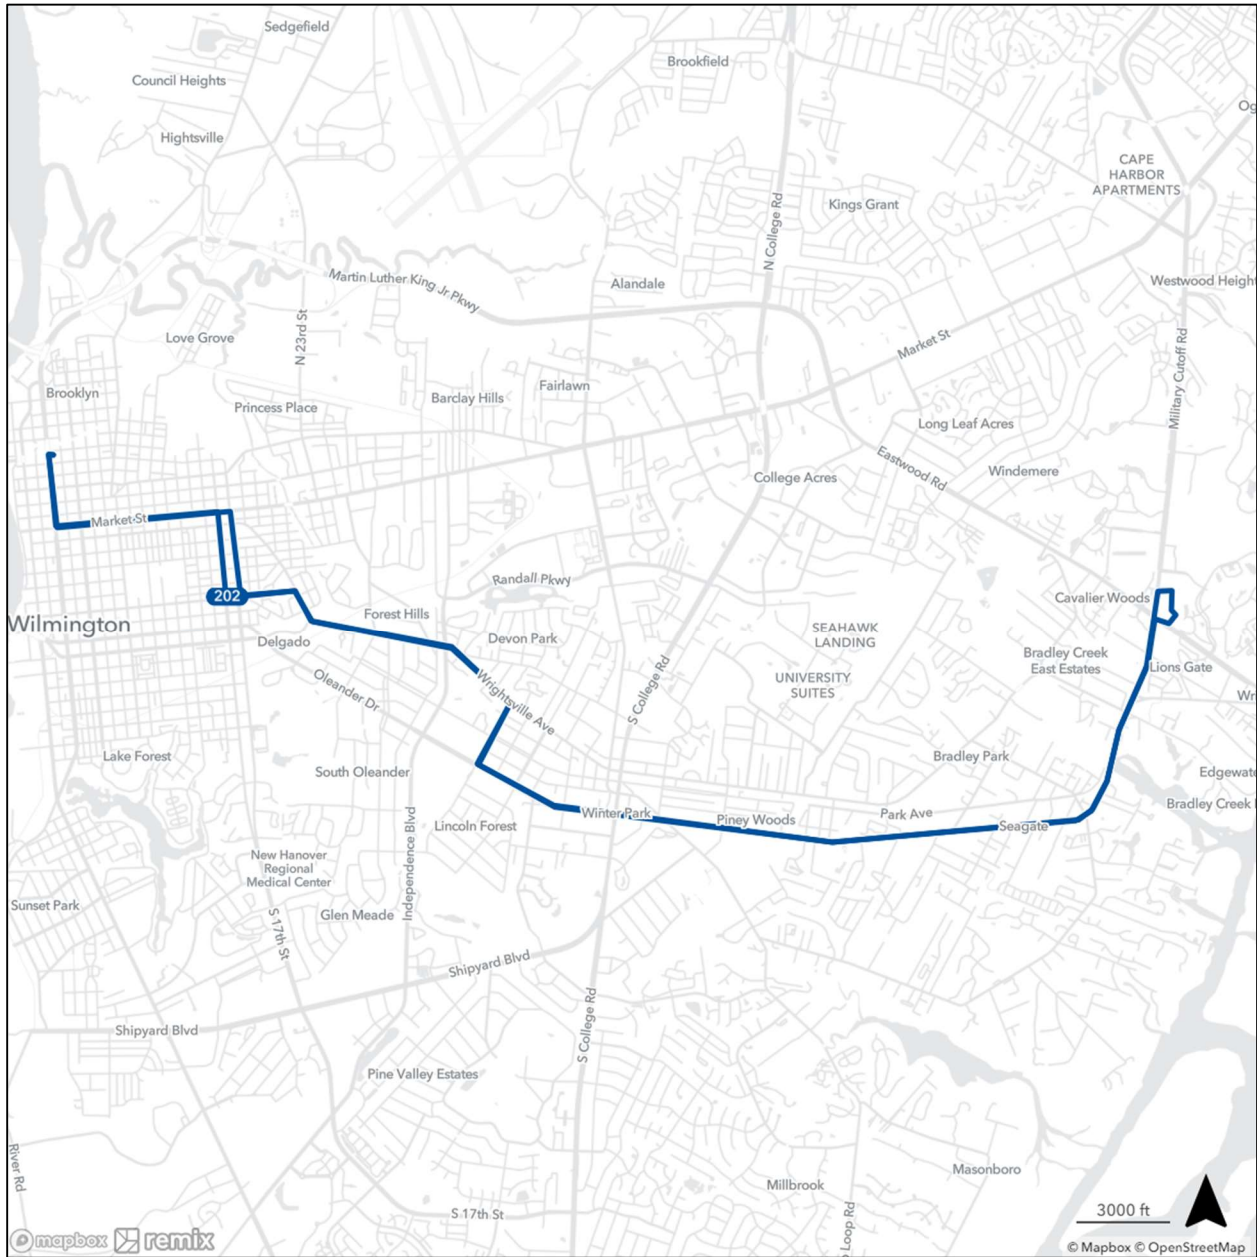 Sedgefield
Brookfield
Council Heights
Hightsville
Og
CAPE
HARBOR
APARTMENTS
Kings Grant
N College Rd
Martin Luther King Jr Pkwy
Alandale
Westwood Height
Love Grove
N 23rd St
Market St
Military Cutoff Rd
Brooklyn
Fairlawn
Barclay Hills
Princess Place
Long Leaf Acres
Eastwood Rd
Windemere
College Acres
Market St
Randall Pkwy
202
Cavalier Woods
Wilmington
Forest Hills
Delgado
Devon Park
SEAHAWK
LANDING
Bradley Creek
East Estates
Lions Gate
UNIVERSITY
SUITES
S College Rd
Oleander Dr
Wrightsville Ave
Wr
Lake Forest
South Oleander
Bradley Park
Edgewate
Bradley Creek
Winter Park
Piney Woods
Park Ave
Seagate
Lincoln Forest
Independence Blvd
New Hanover
Regional
Medical Center
Sunset Park
Glen Meade
S 17th St
Shipyard Blvd
S College Rd
Shipyard Blvd
Pine Valley Estates
River Rd
Masonboro
Millbrook
S 17th St
Loop Rd
3000 ft
mapbox remix
© Mapbox © OpenStreetMap